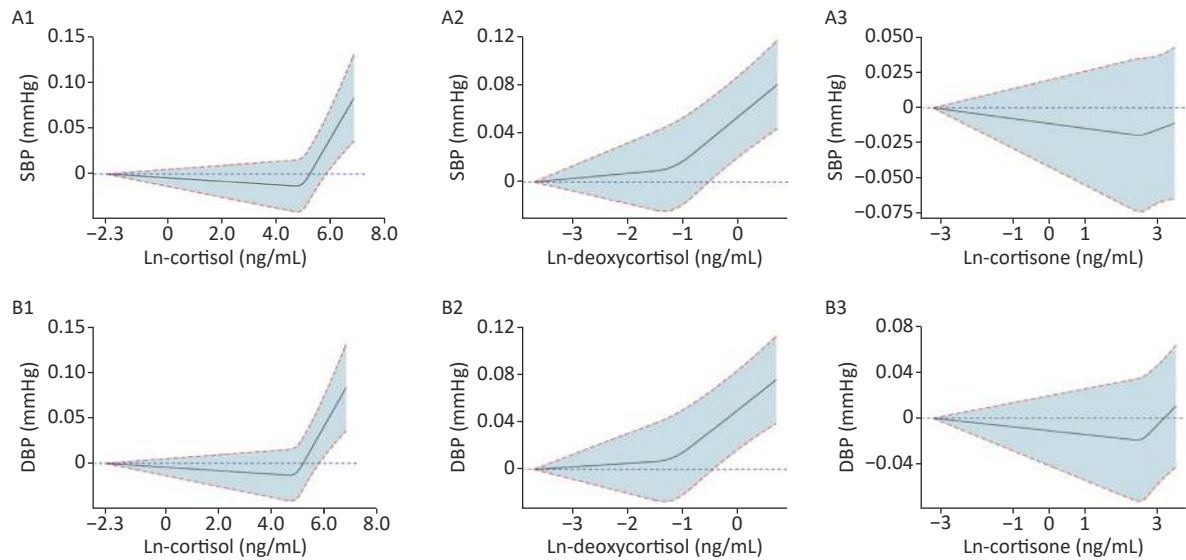 A1
0.15
0.10
0.05
0
SBP (mmHg)
−2.3 0 4.0 6.0 8.0
Ln-cortisol (ng/mL)
A2
0.12
0.08
0.04
0
SBP (mmHg)
−3 −2 −1 0
Ln-deoxycortisol (ng/mL)
A3
0.050
0.025
0
−0.025
−0.050
−0.075
SBP (mmHg)
−3 −1 0 1 3
Ln-cortisone (ng/mL)
B1
0.15
0.10
0.05
0
DBP (mmHg)
−2.3 0 4.0 6.0 8.0
Ln-cortisol (ng/mL)
B2
0.12
0.08
0.04
0
DBP (mmHg)
−3 −2 −1 0
Ln-deoxycortisol (ng/mL)
B3
0.08
0.04
0
−0.04
DBP (mmHg)
−3 −1 0 1 3
Ln-cortisone (ng/mL)